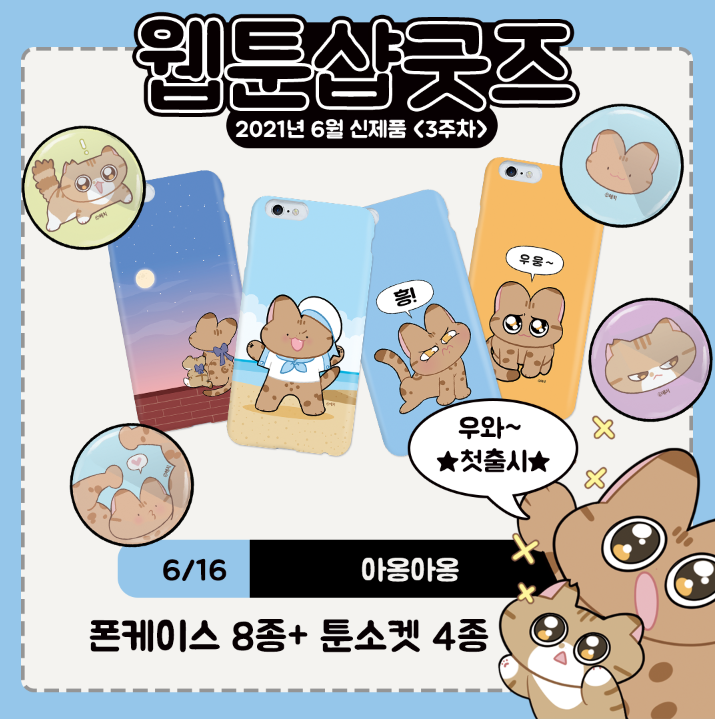 웹툰샵굿즈
2021년 6월 신제품 <3주차>
!
우웅~
흥!
우와~
★첫출시★
6/16
아옹아옹
폰케이스 8종+ 툰소켓 4종